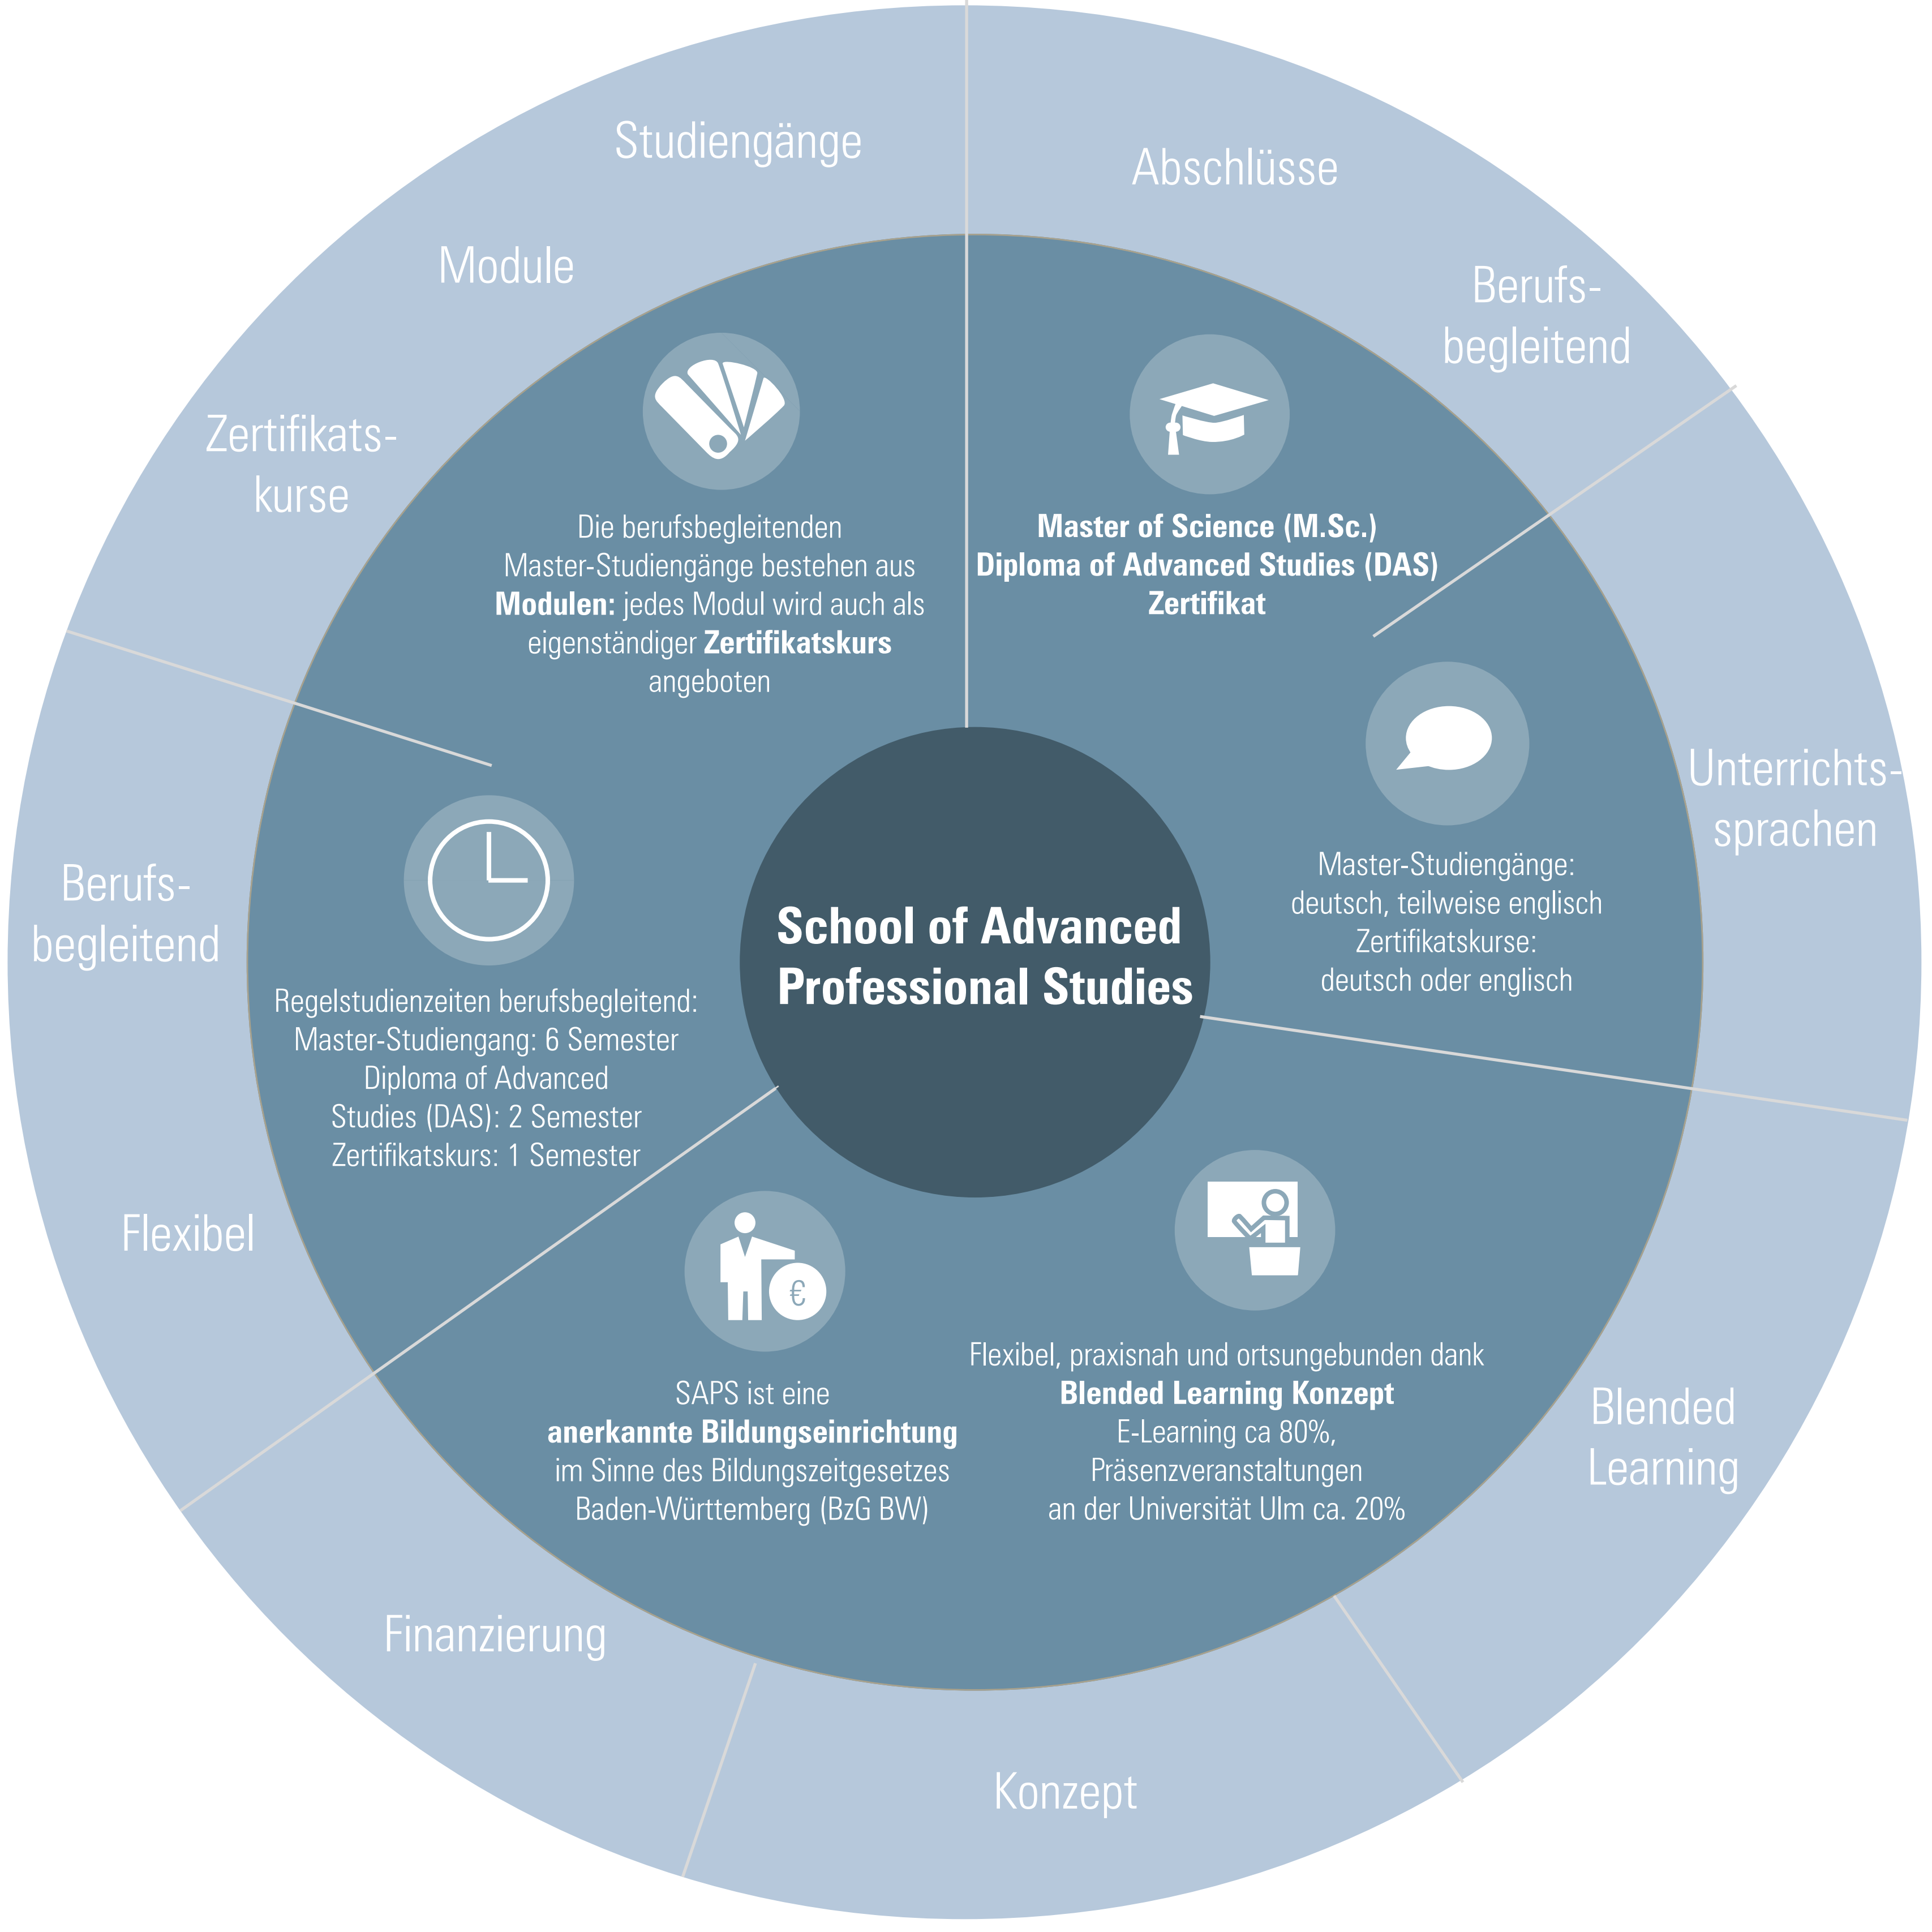 Studiengänge
Module
Zertifikats-
kurse
Abschlüsse
Berufs-
begleitend
Die berufsbegleitenden
Master-Studiengänge bestehen aus
Modulen: jedes Modul wird auch als
eigenständiger Zertifikatskurs
angeboten
Master of Science (M.Sc.)
Diploma of Advanced Studies (DAS)
Zertifikat
Unterrichts-
sprachen
Master-Studiengänge:
deutsch, teilweise englisch
Zertifikatskurse:
deutsch oder englisch
Berufs-
begleitend
Flexibel
Regelstudienzeiten berufsbegleitend:
Master-Studiengang: 6 Semester
Diploma of Advanced
Studies (DAS): 2 Semester
Zertifikatskurs: 1 Semester
School of Advanced
Professional Studies
€
SAPS ist eine
anerkannte Bildungseinrichtung
im Sinne des Bildungszeitgesetzes
Baden-Württemberg (BzG BW)
Flexibel, praxisnah und ortsungebunden dank
Blended Learning Konzept
E-Learning ca 80%,
Präsenzveranstaltungen
an der Universität Ulm ca. 20%
Blended
Learning
Finanzierung
Konzept